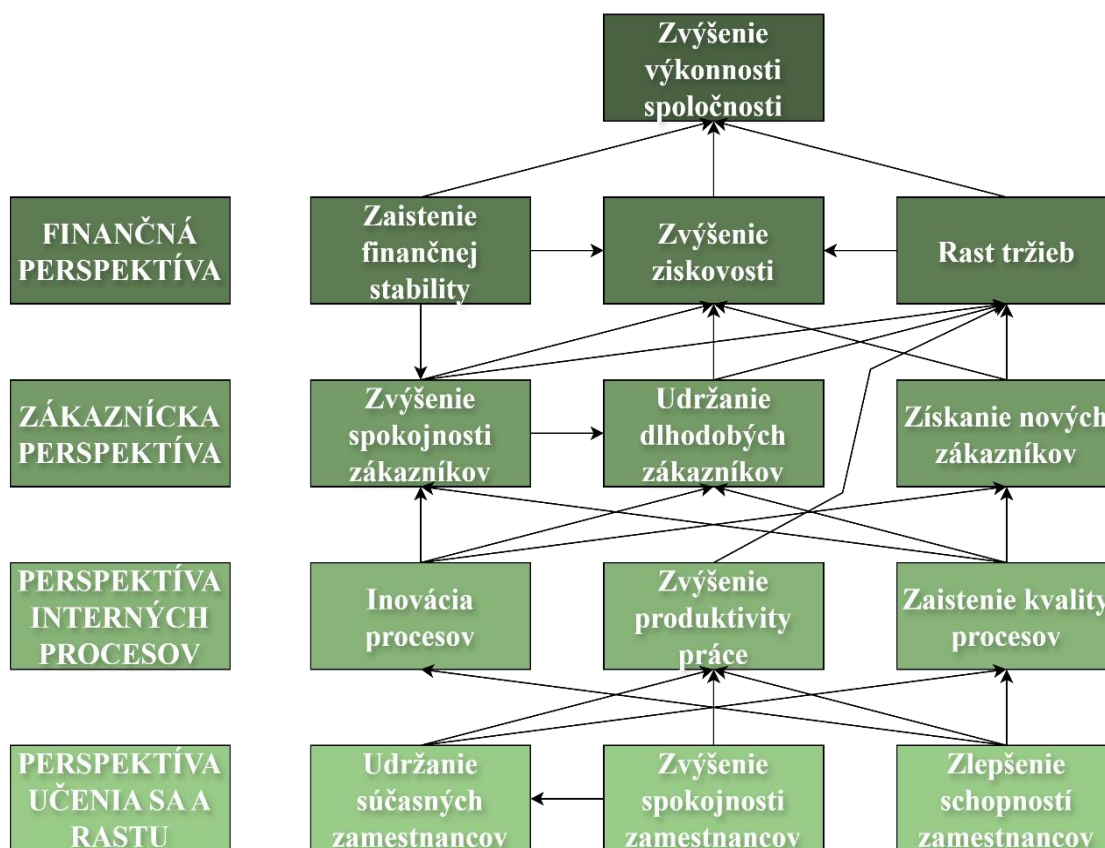 Zvýšenie
výkonnosti
spoločnosti
FINANČNÁ
PERSPEKTÍVA
Zaistenie
finančnej
stability
Zvýšenie
ziskovosti
Rast tržieb
ZÁKAZNÍCKA
PERSPEKTÍVA
Zvýšenie
spokojnosti
zákazníkov
Udržanie
dlhodobých
zákazníkov
Získanie nových
zákazníkov
PERSPEKTÍVA
INTERNÝCH
PROCESOV
Inovácia
procesov
Zvýšenie
produktivity
práce
Zaistenie kvality
procesov
PERSPEKTÍVA
UČENIA SA A
RASTU
Udržanie
súčasných
zamestnancov
Zvýšenie
spokojnosti
zamestnancov
Zlepšenie
schopností
zamestnancov